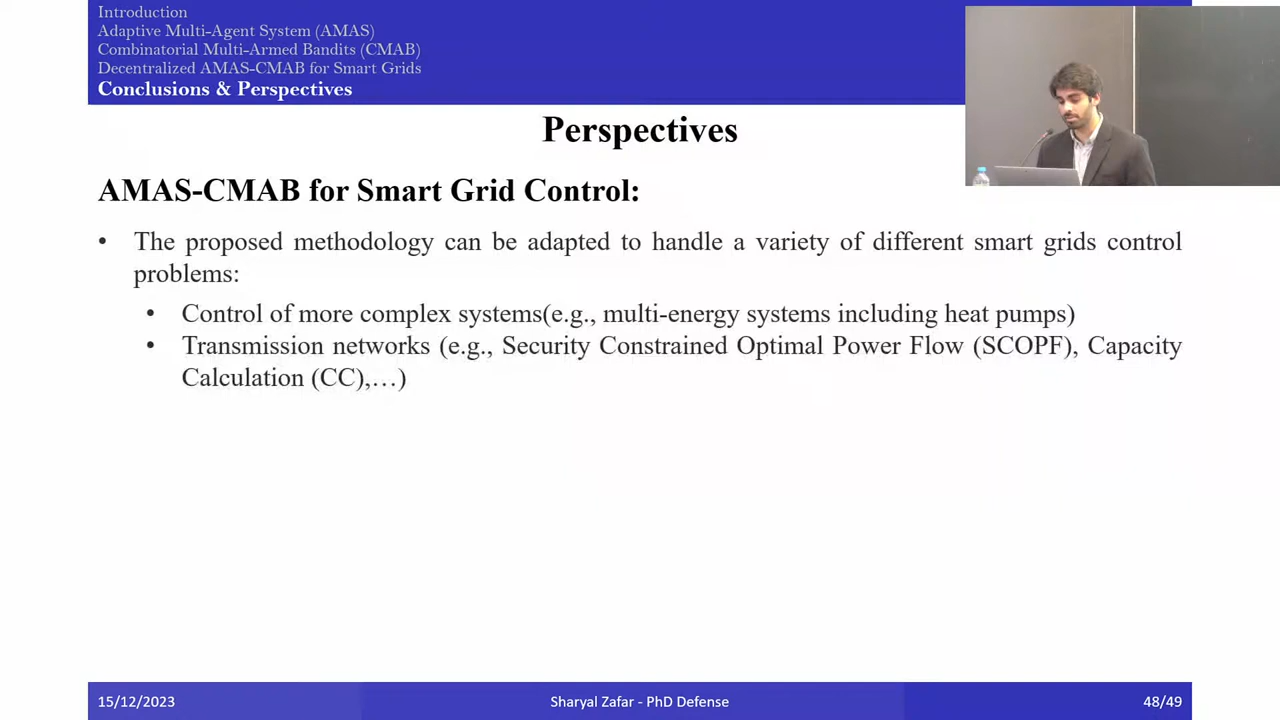 Introduction
Adaptive Multi-Agent System (AMAS)
Combinatorial Multi-Armed Bandits (CMAB)
Decentralized AMAS-CMAB for Smart Grids
Conclusions & Perspectives
Perspectives
AMAS-CMAB for Smart Grid Control:
• The proposed methodology can be adapted to handle a variety of different smart grids control
problems:
• Control of more complex systems(e.g., multi-energy systems including heat pumps)
• Transmission networks (e.g., Security Constrained Optimal Power Flow (SCOPF), Capacity
Calculation (CC),…)
15/12/2023
Sharyal Zafar - PhD Defense
48/49